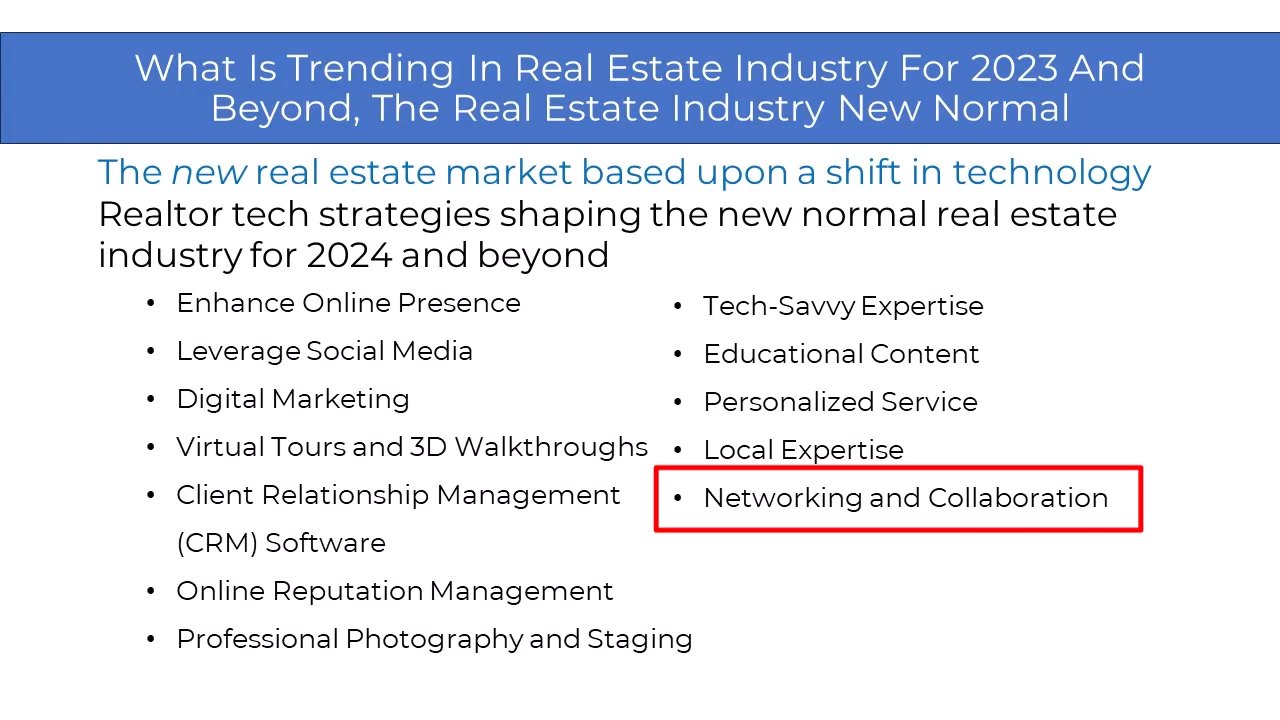 What Is Trending In Real Estate Industry For 2023 And
Beyond, The Real Estate Industry New Normal
The new real estate market based upon a shift in technology
Realtor tech strategies shaping the new normal real estate
industry for 2024 and beyond
• Enhance Online Presence
• Leverage Social Media
• Digital Marketing
• Virtual Tours and 3D Walkthroughs
• Client Relationship Management
(CRM) Software
• Online Reputation Management
• Professional Photography and Staging
• Tech-Savvy Expertise
• Educational Content
• Personalized Service
• Local Expertise
• Networking and Collaboration